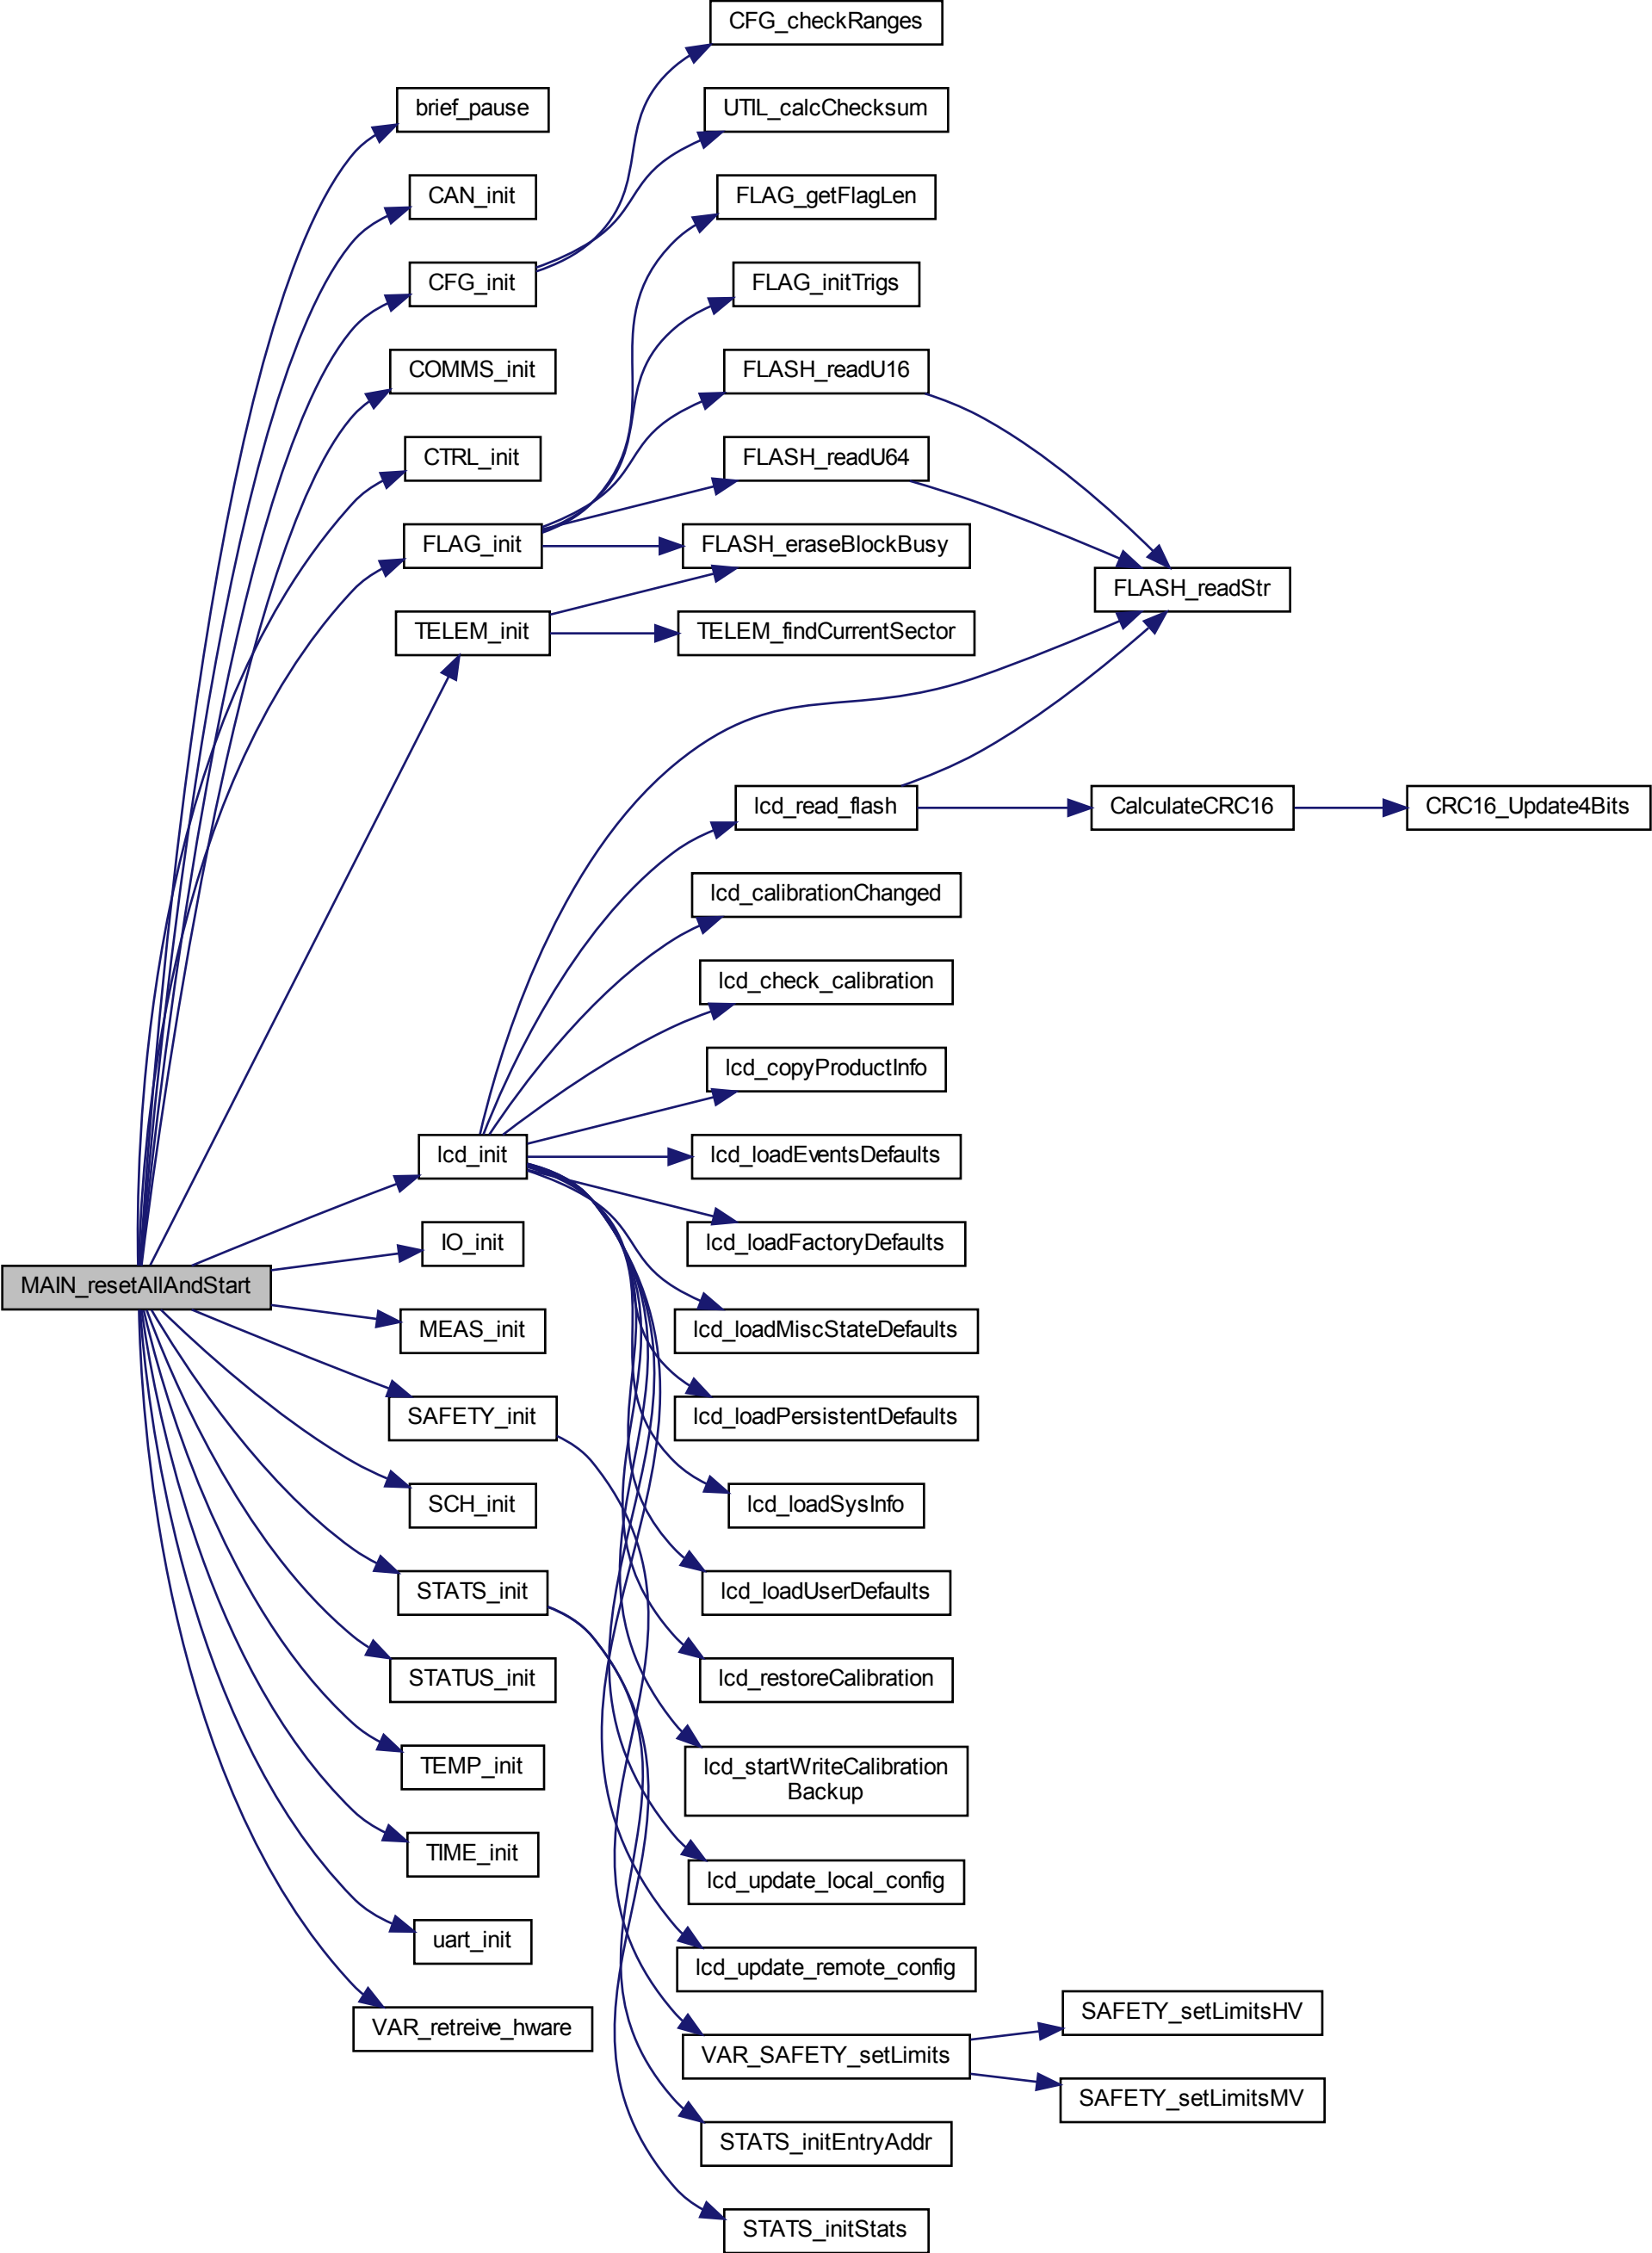 CFG_checkRanges
brief_pause
UTIL_calcChecksum
CAN_init
FLAG_getFlagLen
CFG_init
FLAG_initTrigs
COMMS_init
FLASH_readU16
CTRL_init
FLASH_readU64
FLAG_init
FLASH_eraseBlockBusy
FLASH_readStr
TELEM_init
TELEM_findCurrentSector
lcd_read_flash
CalculateCRC16
CRC16_Update4Bits
lcd_calibrationChanged
lcd_check_calibration
lcd_copyProductInfo
lcd_init
lcd_loadEventsDefaults
IO_init
lcd_loadFactoryDefaults
MAIN_resetAllAndStart
MEAS_init
lcd_loadMiscStateDefaults
SAFETY_init
lcd_loadPersistentDefaults
SCH_init
lcd_loadSysInfo
STATS_init
lcd_loadUserDefaults
STATUS_init
lcd_restoreCalibration
TEMP_init
lcd_startWriteCalibration
Backup
TIME_init
lcd_update_local_config
uart_init
lcd_update_remote_config
SAFETY_setLimitsHV
VAR_retreive_hware
VAR_SAFETY_setLimits
SAFETY_setLimitsMV
STATS_initEntryAddr
STATS_initStats